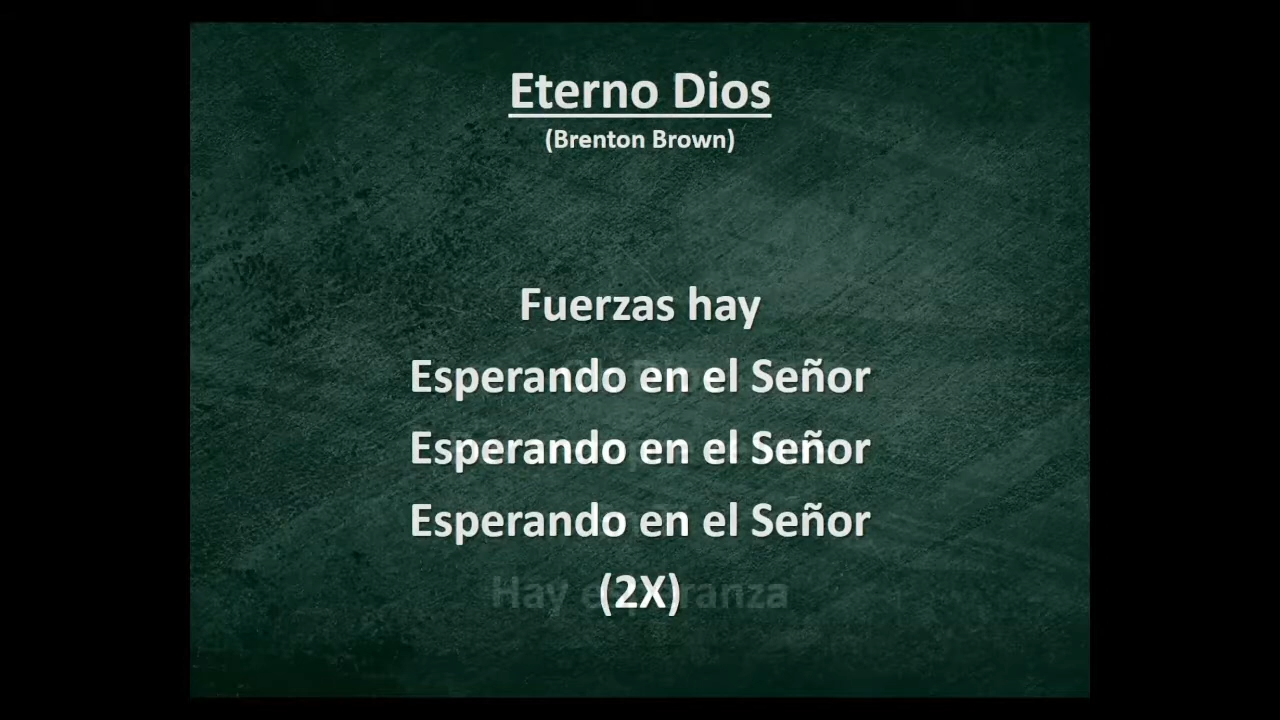 Eterno Dios
(Brenton Brown)
Fuerzas hay
Esperando en el Señor
Esperando en el Señor
Esperando en el Señor
(2X)